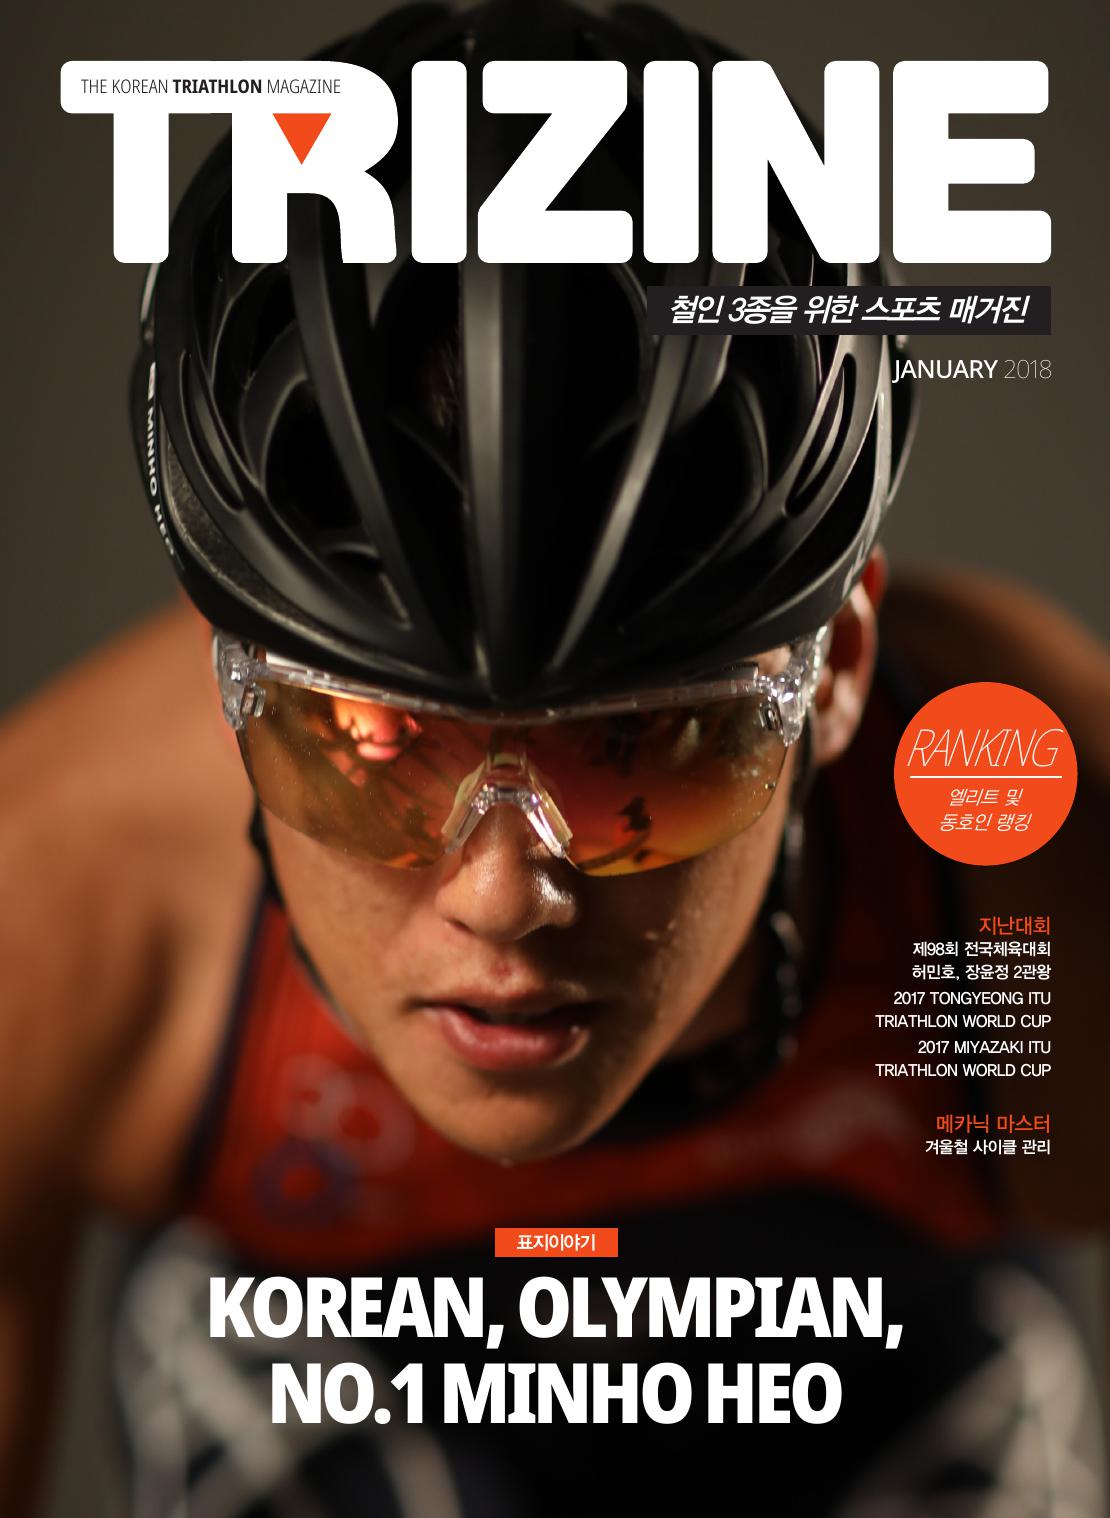 THE KOREAN TRIATHLON MAGAZINE
TRIZINE
철인 3종을 위한 스포츠 매거진
JANUARY 2018
MINHO HEO
RANKING
엘리트 및
동호인 랭킹
지난대회
제98회 전국체육대회
허민호, 장윤정 2관왕
2017 TONGYEONG ITU
TRIATHLON WORLD CUP
2017 MIYAZAKI ITU
TRIATHLON WORLD CUP
메카닉 마스터
겨울철 사이클 관리
표지이야기
KOREAN, OLYMPIAN,
NO.1 MINHO HEO